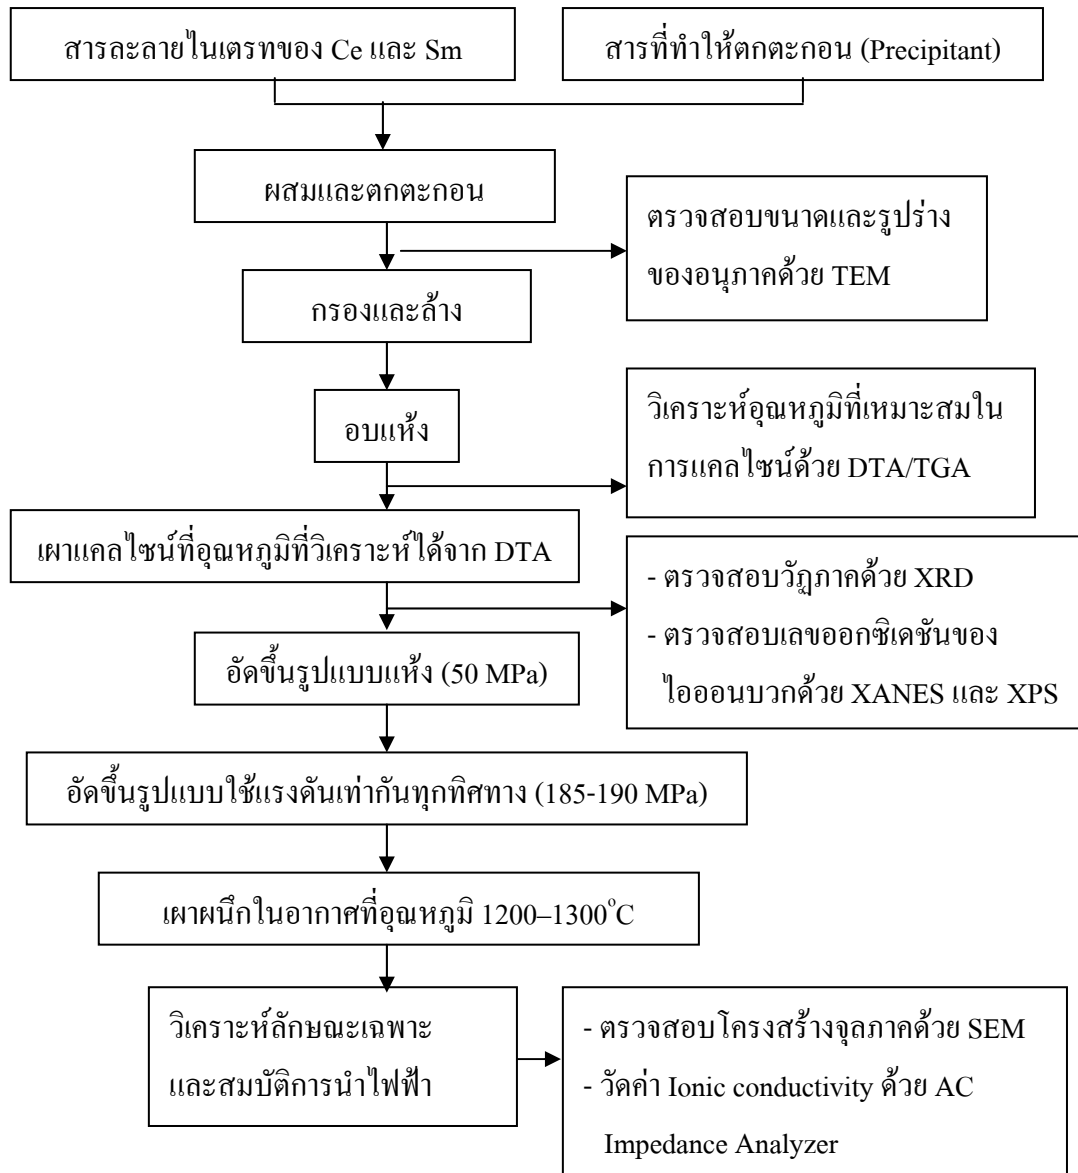 สารละลายไนเตรทของ Ce และ Sm
สารที่ทำให้ตกตะกอน (Precipitant)
ผสมและตกตะกอน
ตรวจสอบขนาดและรูปร่าง
ของอนุภาคด้วย TEM
กรองและล้าง
อบแห้ง
วิเคราะห์อุณหภูมิที่เหมาะสมใน
การแคลไซน์ด้วย DTA/TGA
เผาแคลไซน์ที่อุณหภูมิที่วิเคราะห์ได้จาก DTA
- ตรวจสอบวัฏภาคด้วย XRD
- ตรวจสอบเลขออกซิเดชันของ
ไอออนบวกด้วย XANES และ XPS
อัดขึ้นรูปแบบแห้ง (50 MPa)
อัดขึ้นรูปแบบใช้แรงดันเท่ากันทุกทิศทาง (185-190 MPa)
เผาผนึกในอากาศที่อุณหภูมิ 1200–1300°C
วิเคราะห์ลักษณะเฉพาะ
และสมบัติการนำไฟฟ้า
- ตรวจสอบโครงสร้างจุลภาคด้วย SEM
- วัดค่า Ionic conductivity ด้วย AC
Impedance Analyzer